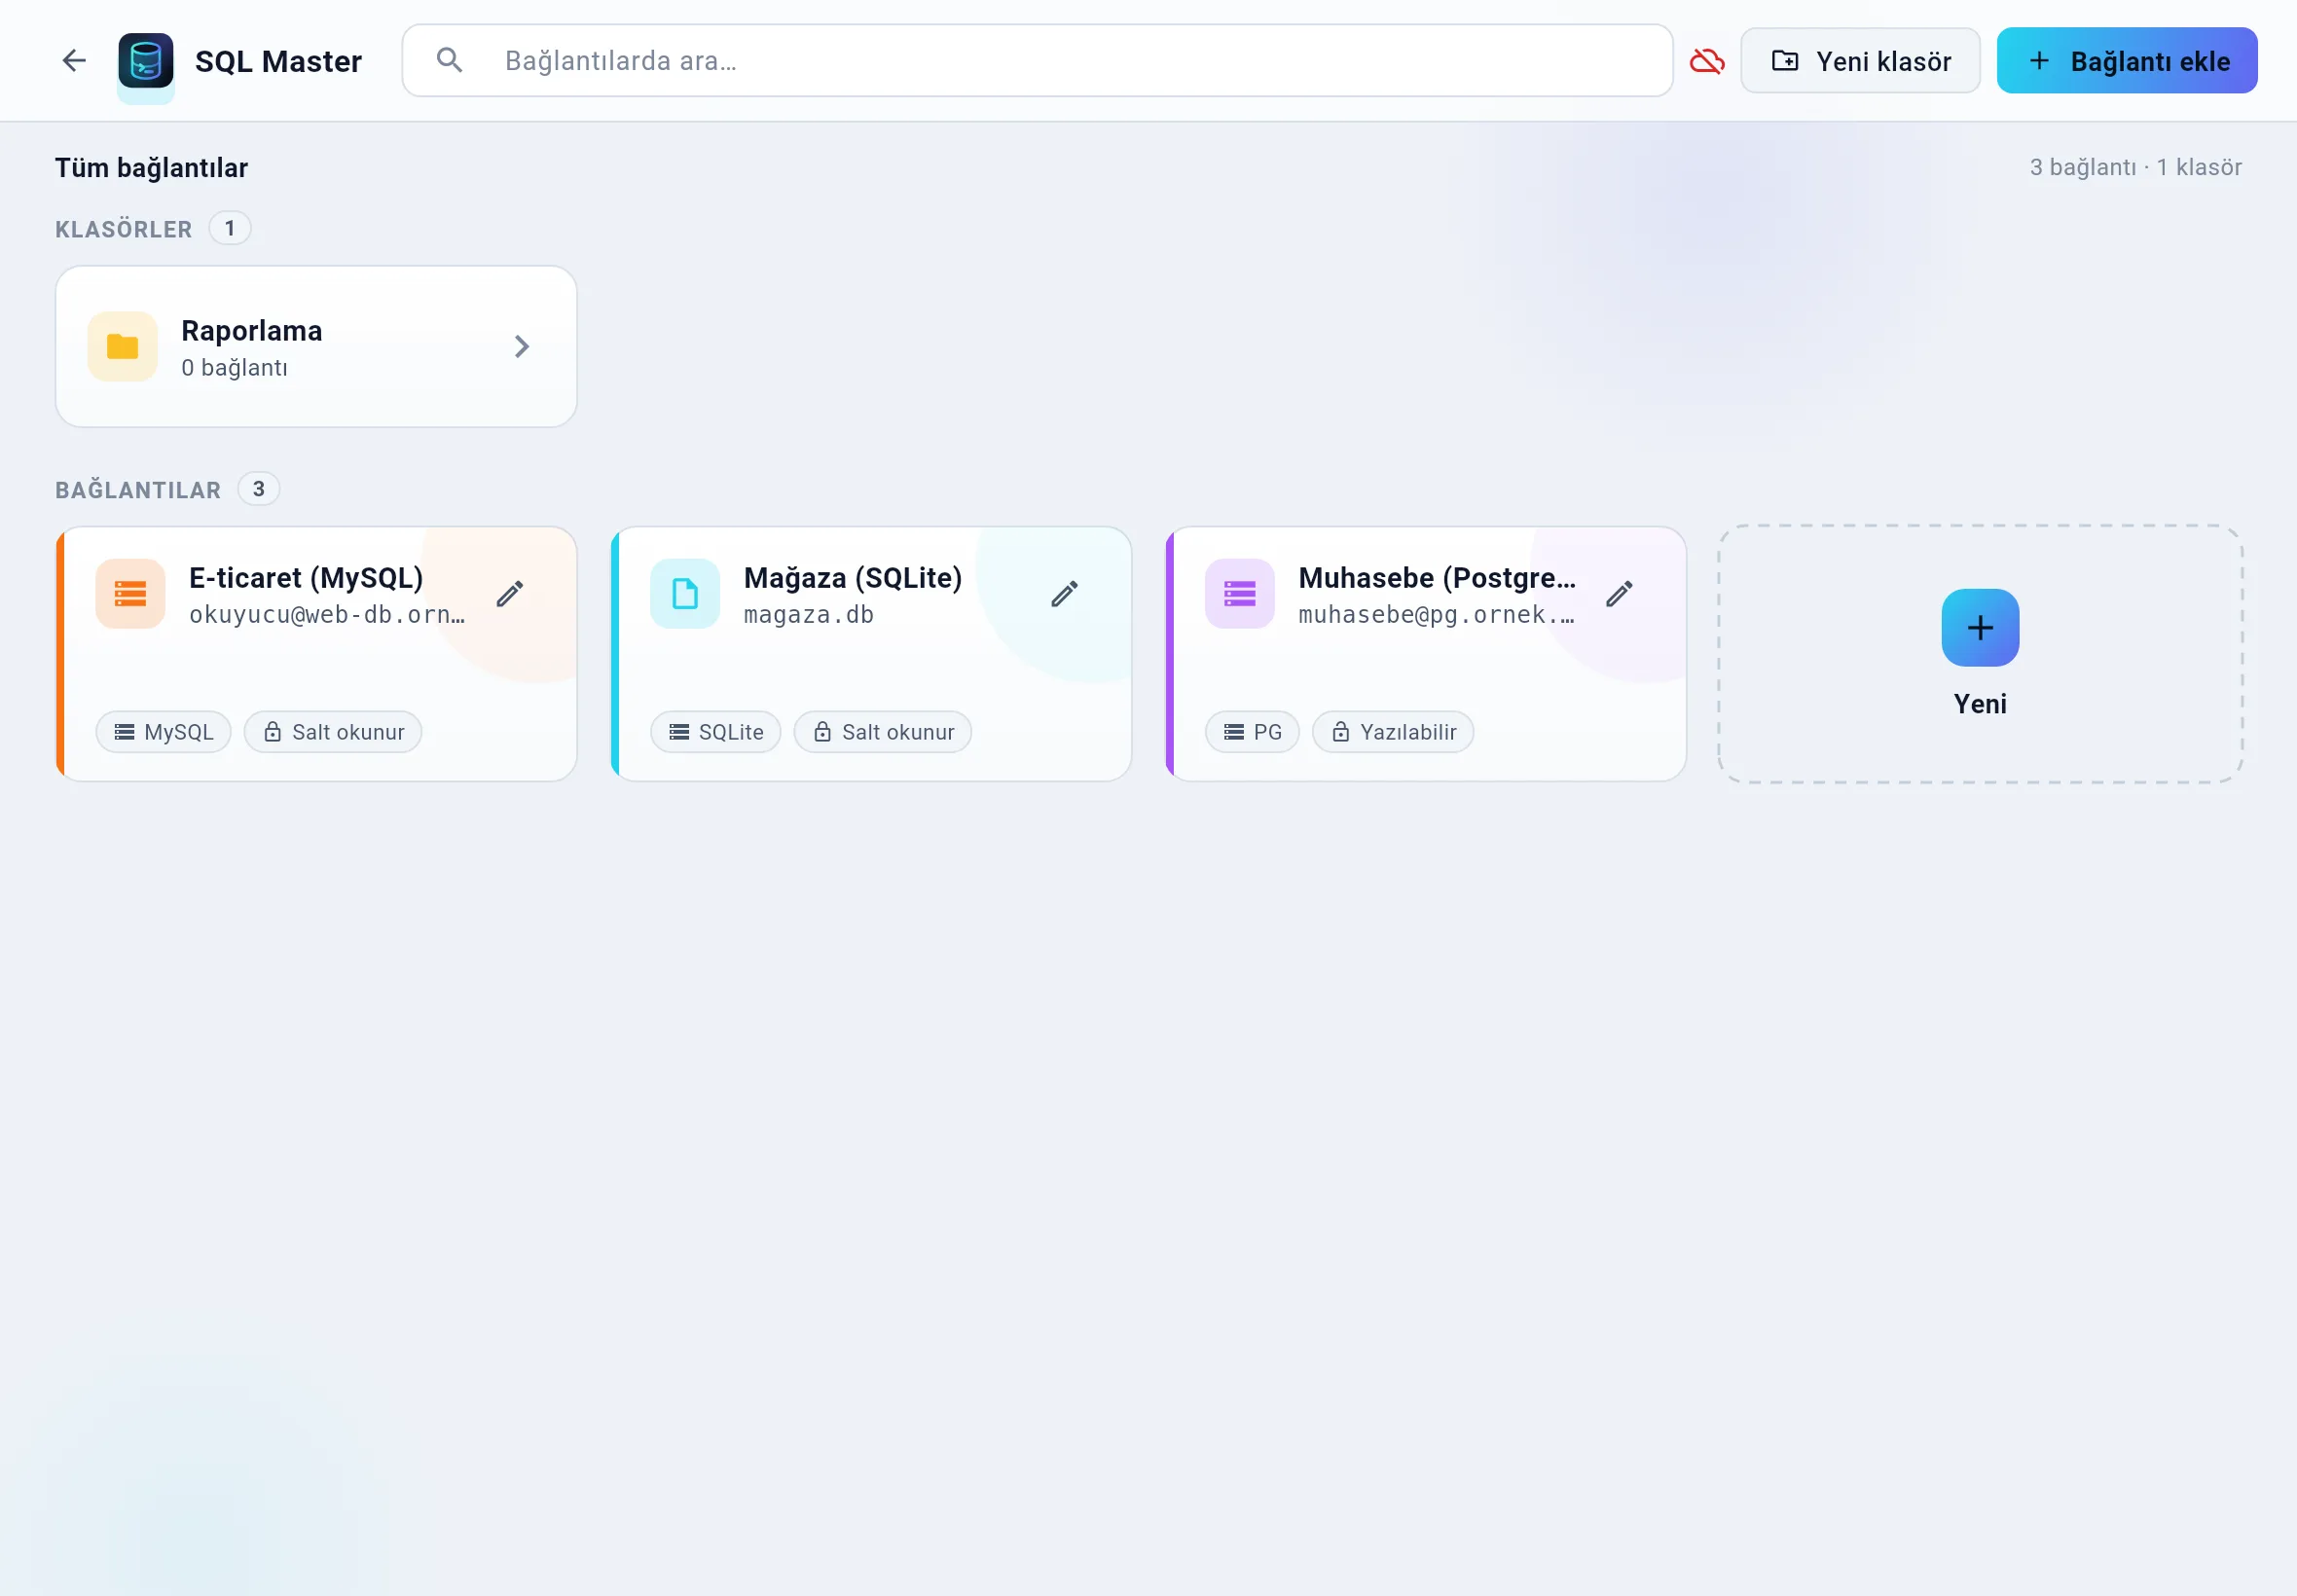 SQL Master
Bağlantılarda ara…
Yeni klasör
Bağlantı ekle
Tüm bağlantılar
3 bağlantı · 1 klasör
KLASÖRLER 1
Raporlama
0 bağlantı
BAĞLANTILAR 3
E-ticaret (MySQL)
okuyucu@web-db.orn…
MySQL
Salt okunur
Mağaza (SQLite)
magaza.db
SQLite
Salt okunur
Muhasebe (Postgre…
muhasebe@pg.ornek.…
PG
Yazılabilir
Yeni